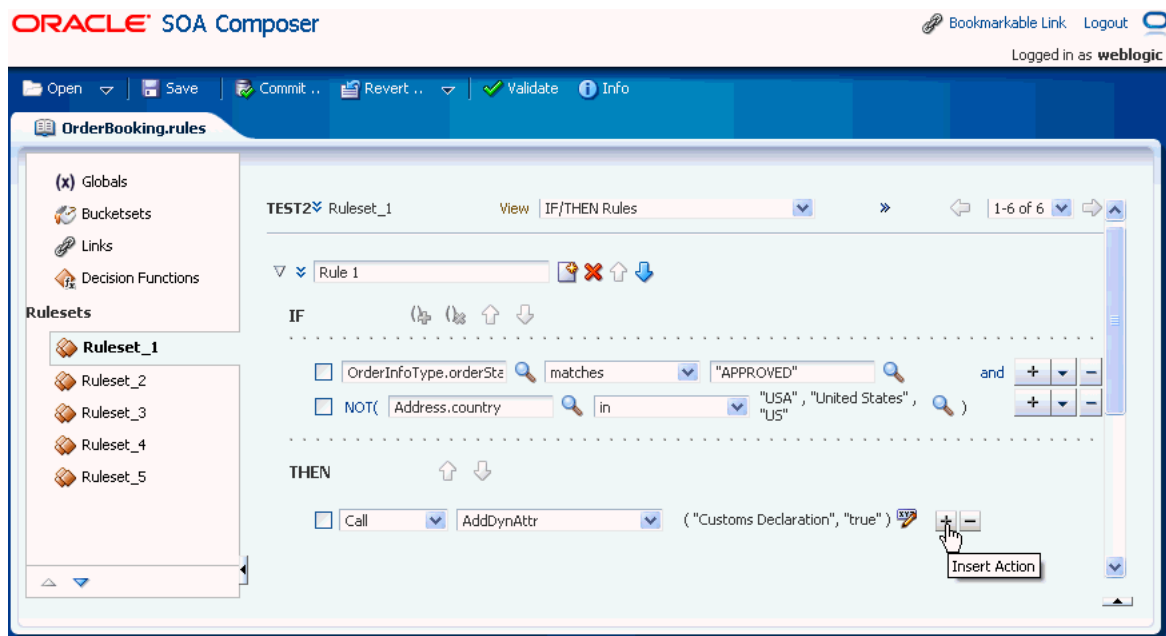 ORACLE® SOA Composer
Bookmarkable Link Logout
Logged in as weblogic
Open Save Commit .. Revert .. Validate Info
OrderBooking.rules
(x) Globals
Bucketsets
Links
Decision Functions
Rulesets
Ruleset_1
Ruleset_2
Ruleset_3
Ruleset_4
Ruleset_5
TEST2 Ruleset_1 View IF/THEN Rules » 1-6 of 6
Rule 1
IF
OrderInfoType.orderSta matches "APPROVED" and + −
NOT( Address.country in "USA" , "United States" , "US" ) + −
THEN
Call AddDynAttr ( "Customs Declaration", "true" ) + −
Insert Action